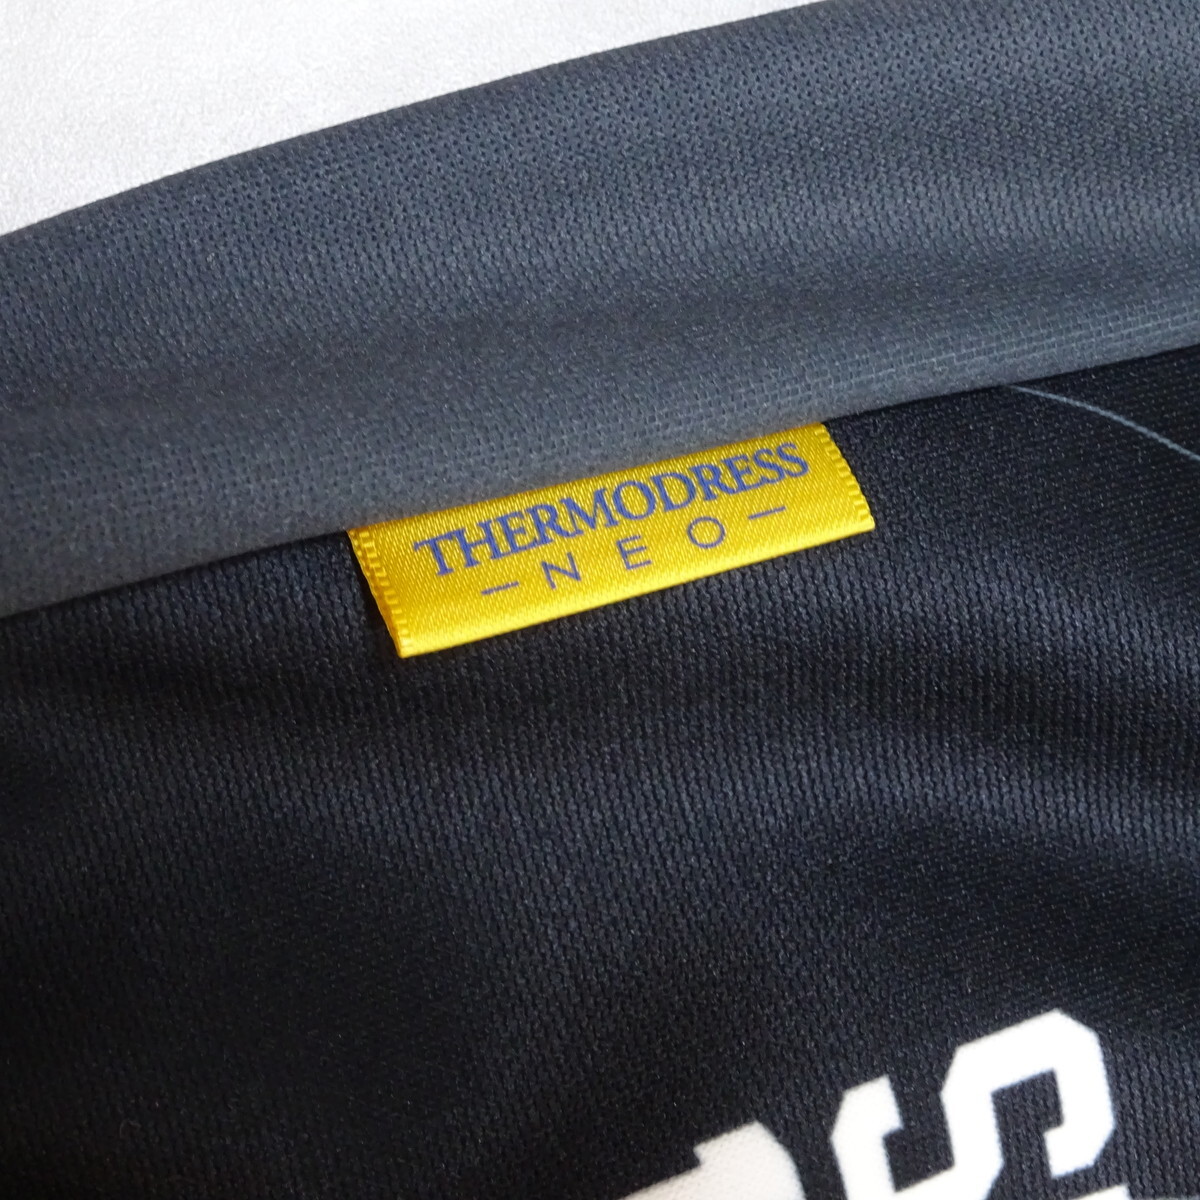 THERMODRESS
— NEO —